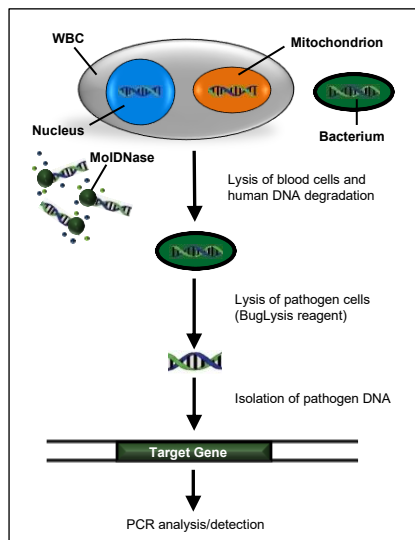 WBC
Mitochondrion
Nucleus
Bacterium
MolDNase
Lysis of blood cells and
human DNA degradation
Lysis of pathogen cells
(BugLysis reagent)
Isolation of pathogen DNA
Target Gene
PCR analysis/detection